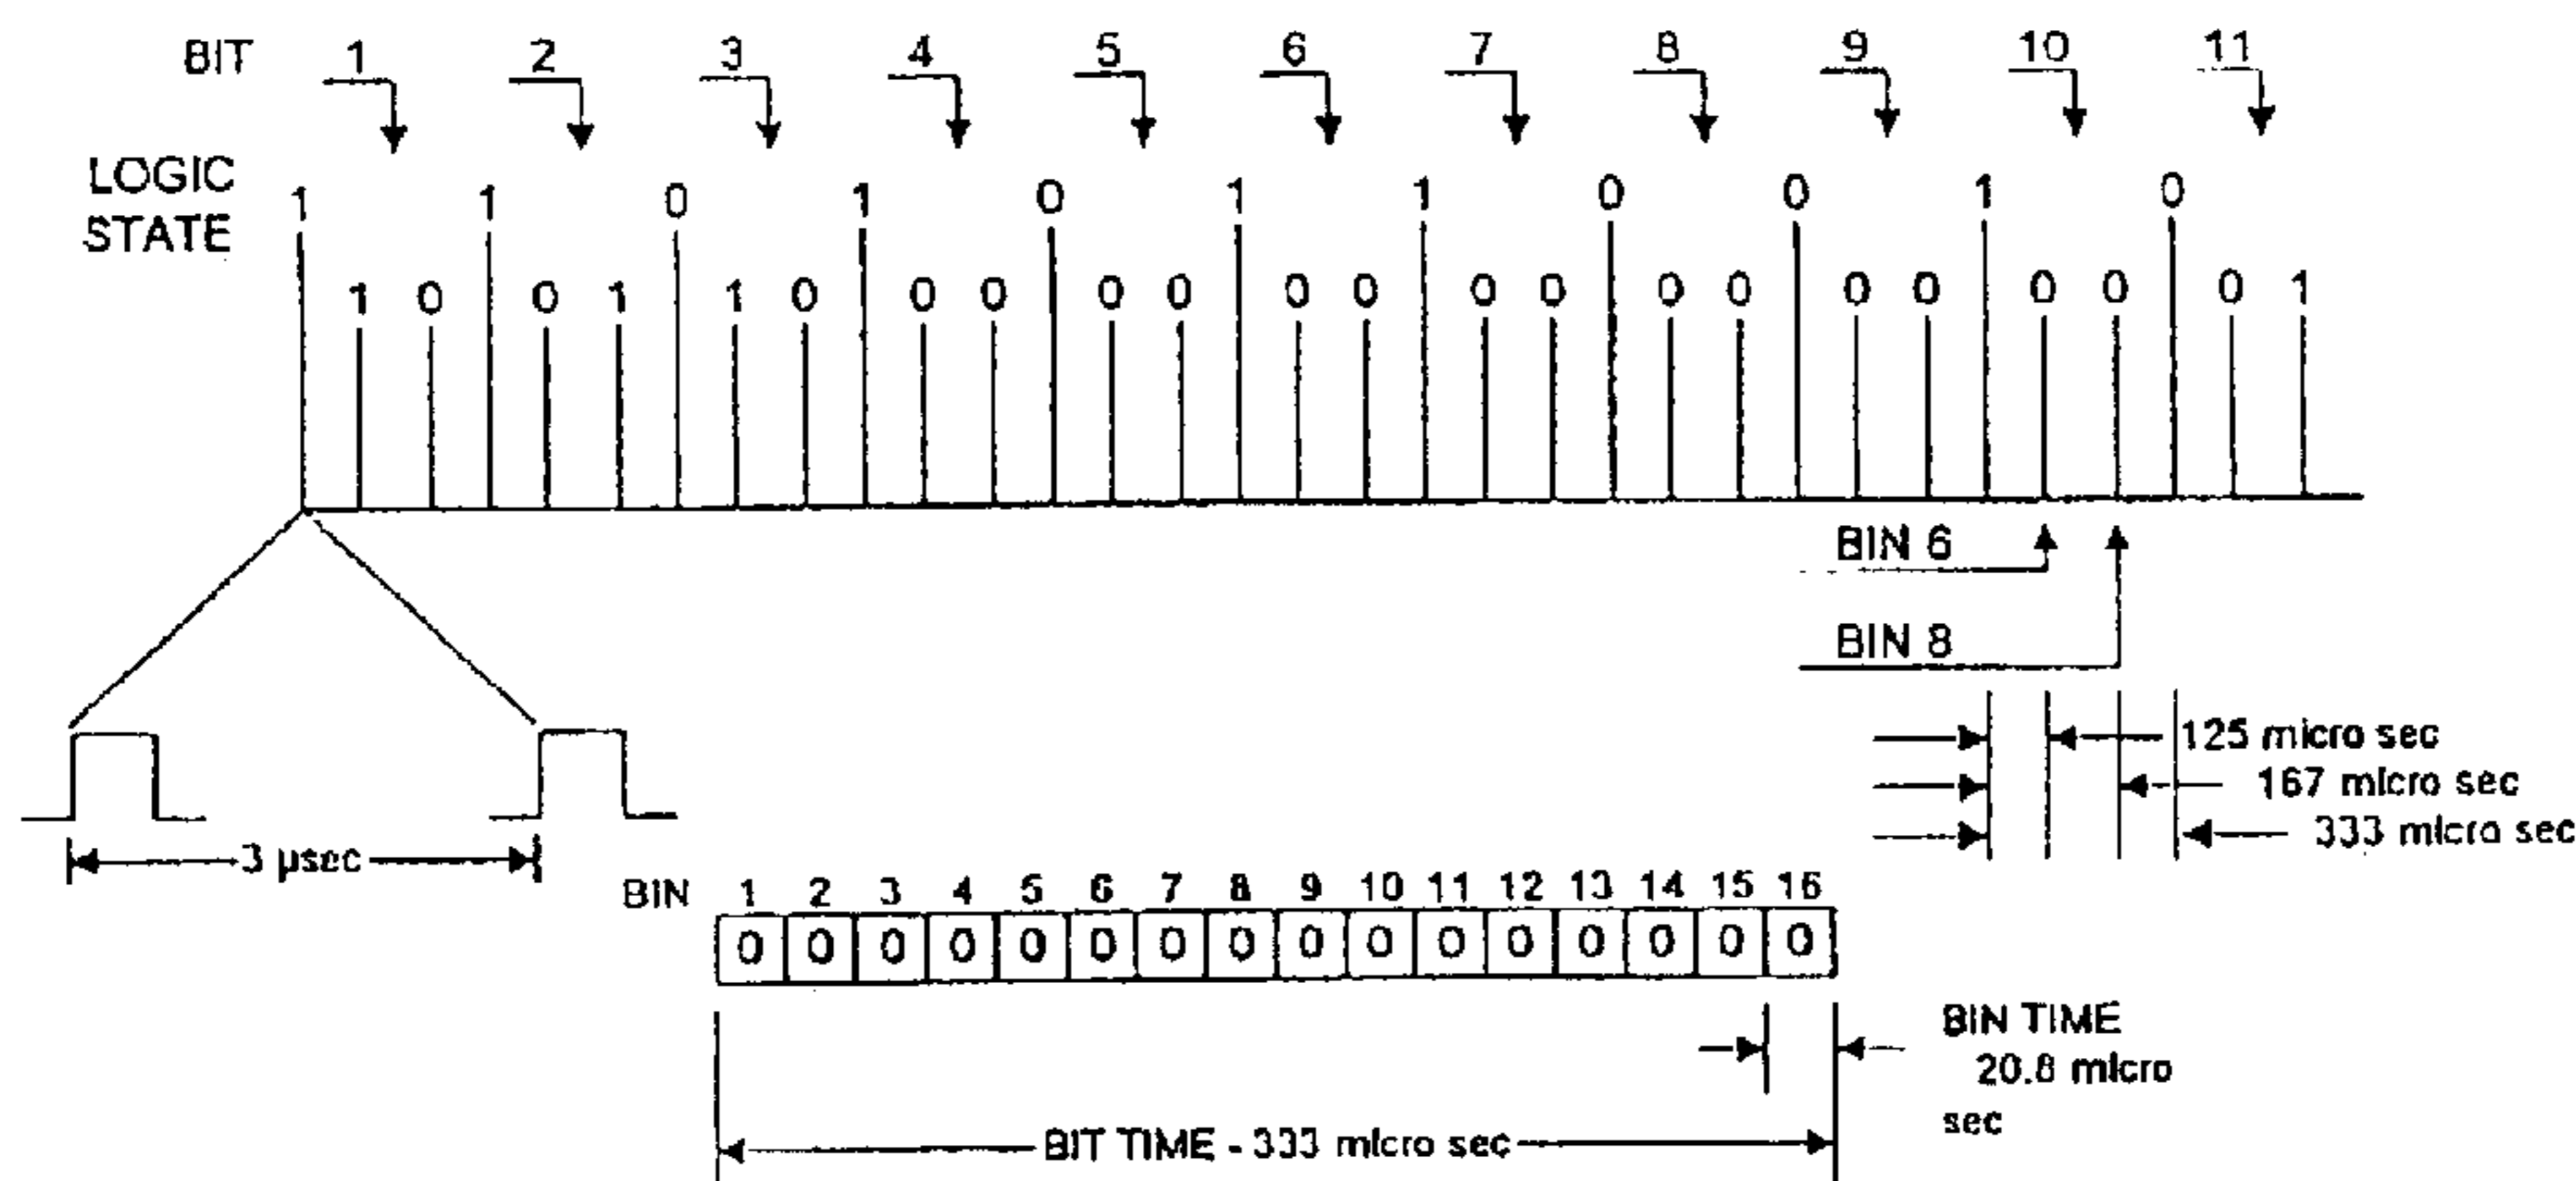 BIT 1 2 3 4 5 6 7 8 9 10 11
LOGIC
STATE
1 1 0 1 0 1 1 0 0 1 0
1 0 0 1 1 0 0 0 0 0 0 0 0 0 0 0 0 0 0 0 0 1
BIN 6
BIN 8
125 micro sec
167 micro sec
333 micro sec
3 µsec
BIN 1 2 3 4 5 6 7 8 9 10 11 12 13 14 15 16
0 0 0 0 0 0 0 0 0 0 0 0 0 0 0 0
BIN TIME
20.8 micro
sec
BIT TIME - 333 micro sec